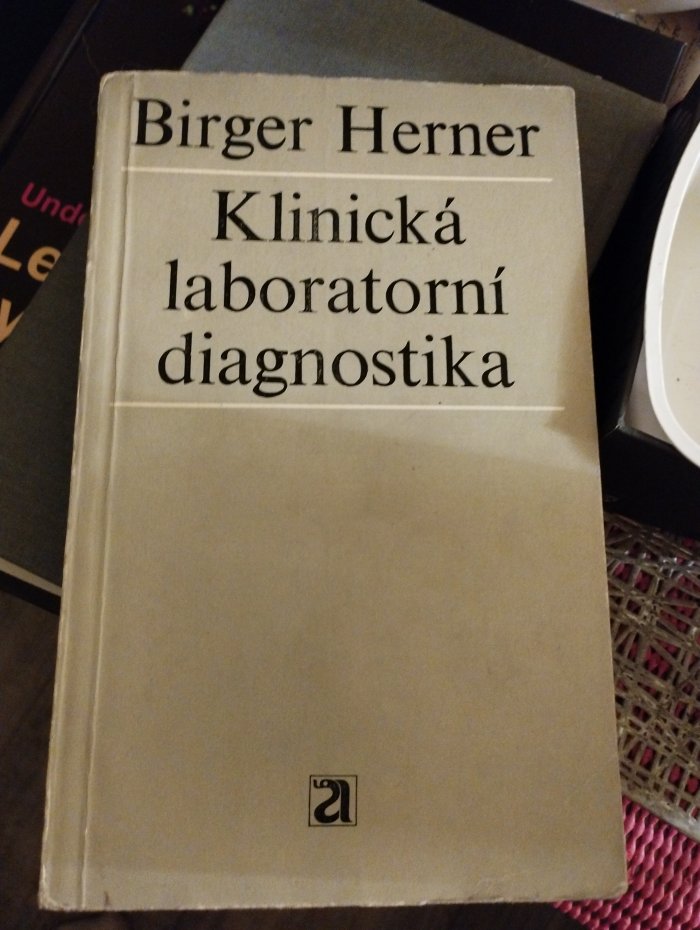 Birger Herner
Klinická
laboratorní
diagnostika
a